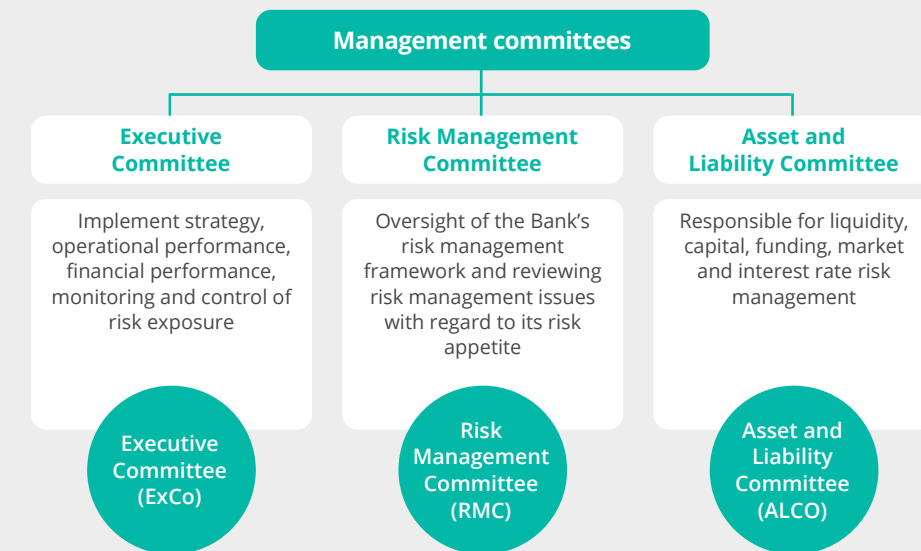 Management committees
Executive
Committee
Risk Management
Committee
Asset and
Liability Committee
Implement strategy,
operational performance,
financial performance,
monitoring and control of
risk exposure
Oversight of the Bank's
risk management
framework and reviewing
risk management issues
with regard to its risk
appetite
Responsible for liquidity,
capital, funding, market
and interest rate risk
management
Executive
Committee
(ExCo)
Risk
Management
Committee
(RMC)
Asset and
Liability
Committee
(ALCO)